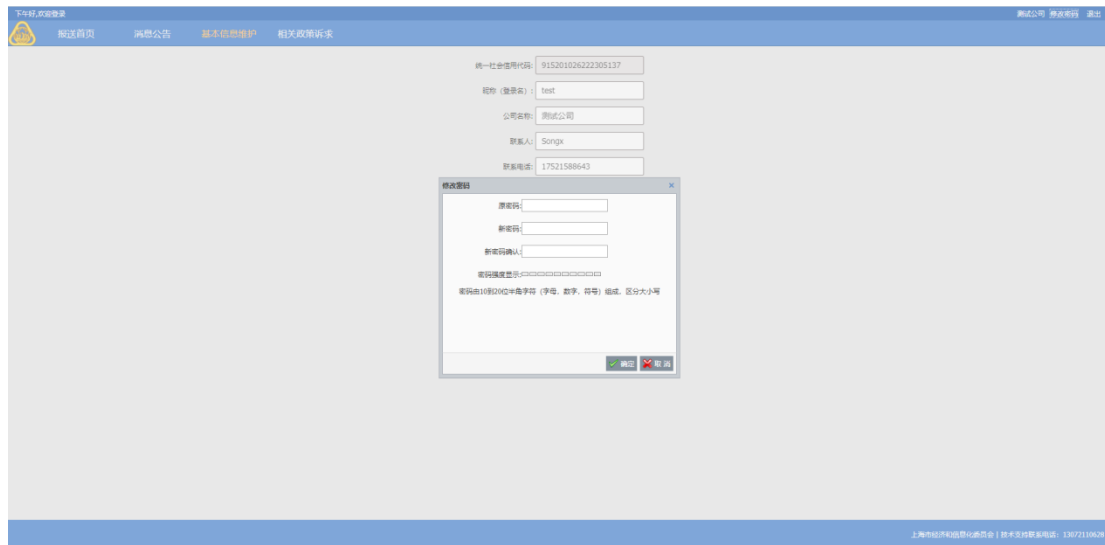 下午好,欢迎登录
测试公司 修改密码 退出
报送首页 消息公告 基本信息维护 相关政策诉求
统一社会信用代码: 915201026222305137
昵称（登录名）: test
公司名称: 测试公司
联系人: Songx
联系电话: 17521588643
修改密码
原密码:
新密码:
新密码确认:
密码强度显示:
密码由10到20位半角字符（字母、数字、符号）组成，区分大小写
确定 取消
上海市经济和信息化委员会 | 技术支持联系电话: 13072110626